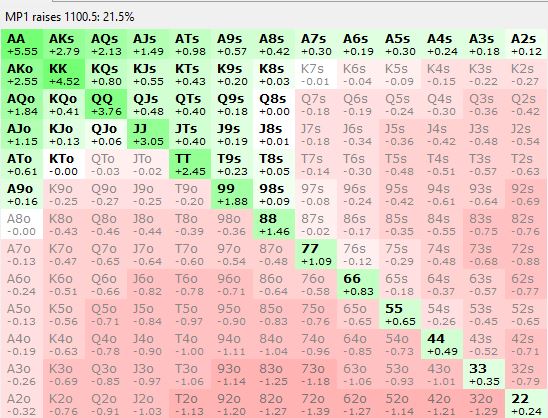 MP1 raises 1100.5: 21.5%
AA AKs AQs AJs ATs A9s A8s A7s A6s A5s A4s A3s A2s
+5.55 +2.79 +2.13 +1.49 +0.98 +0.57 +0.42 +0.30 +0.19 +0.30 +0.24 +0.18 +0.12
AKo KK KQs KJs KTs K9s K8s K7s K6s K5s K4s K3s K2s
+2.55 +4.52 +0.80 +0.55 +0.43 +0.20 +0.03 -0.01 -0.04 -0.09 -0.15 -0.22 -0.27
AQo KQo QQ QJs QTs Q9s Q8s Q7s Q6s Q5s Q4s Q3s Q2s
+1.84 +0.41 +3.76 +0.48 +0.40 +0.18 +0.00 -0.18 -0.19 -0.24 -0.30 -0.36 -0.42
AJo KJo QJo JJ JTs J9s J8s J7s J6s J5s J4s J3s J2s
+1.15 +0.13 +0.06 +3.05 +0.40 +0.19 +0.01 -0.18 -0.34 -0.36 -0.42 -0.48 -0.54
ATo KTo QTo JTo TT T9s T8s T7s T6s T5s T4s T3s T2s
+0.61 -0.00 -0.03 -0.02 +2.45 +0.23 +0.05 -0.14 -0.30 -0.48 -0.51 -0.57 -0.63
A9o K9o Q9o J9o T9o 99 98s 97s 96s 95s 94s 93s 92s
+0.16 -0.25 -0.27 -0.25 -0.20 +1.88 +0.09 -0.08 -0.24 -0.42 -0.61 -0.64 -0.69
A8o K8o Q8o J8o T8o 98o 88 87s 86s 85s 84s 83s 82s
-0.00 -0.43 -0.46 -0.44 -0.39 -0.36 +1.46 -0.02 -0.17 -0.35 -0.55 -0.75 -0.76
A7o K7o Q7o J7o T7o 97o 87o 77 76s 75s 74s 73s 72s
-0.13 -0.47 -0.65 -0.64 -0.60 -0.54 -0.48 +1.09 -0.12 -0.29 -0.48 -0.68 -0.88
A6o K6o Q6o J6o T6o 96o 86o 76o 66 65s 64s 63s 62s
-0.24 -0.51 -0.66 -0.82 -0.78 -0.71 -0.64 -0.58 +0.83 -0.18 -0.37 -0.57 -0.77
A5o K5o Q5o J5o T5o 95o 85o 75o 65o 55 54s 53s 52s
-0.13 -0.56 -0.71 -0.84 -0.97 -0.90 -0.83 -0.76 -0.65 +0.65 -0.26 -0.45 -0.65
A4o K4o Q4o J4o T4o 94o 84o 74o 64o 54o 44 43s 42s
-0.19 -0.63 -0.78 -0.90 -1.00 -1.11 -1.04 -0.96 -0.85 -0.73 +0.49 -0.52 -0.71
A3o K3o Q3o J3o T3o 93o 83o 73o 63o 53o 43o 33 32s
-0.26 -0.69 -0.85 -0.97 -1.06 -1.14 -1.25 -1.18 -1.06 -0.93 -1.01 +0.35 -0.79
A2o K2o Q2o J2o T2o 92o 82o 72o 62o 52o 42o 32o 22
-0.32 -0.76 -0.91 -1.03 -1.13 -1.20 -1.27 -1.39 -1.27 -1.14 -1.21 -1.29 +0.24